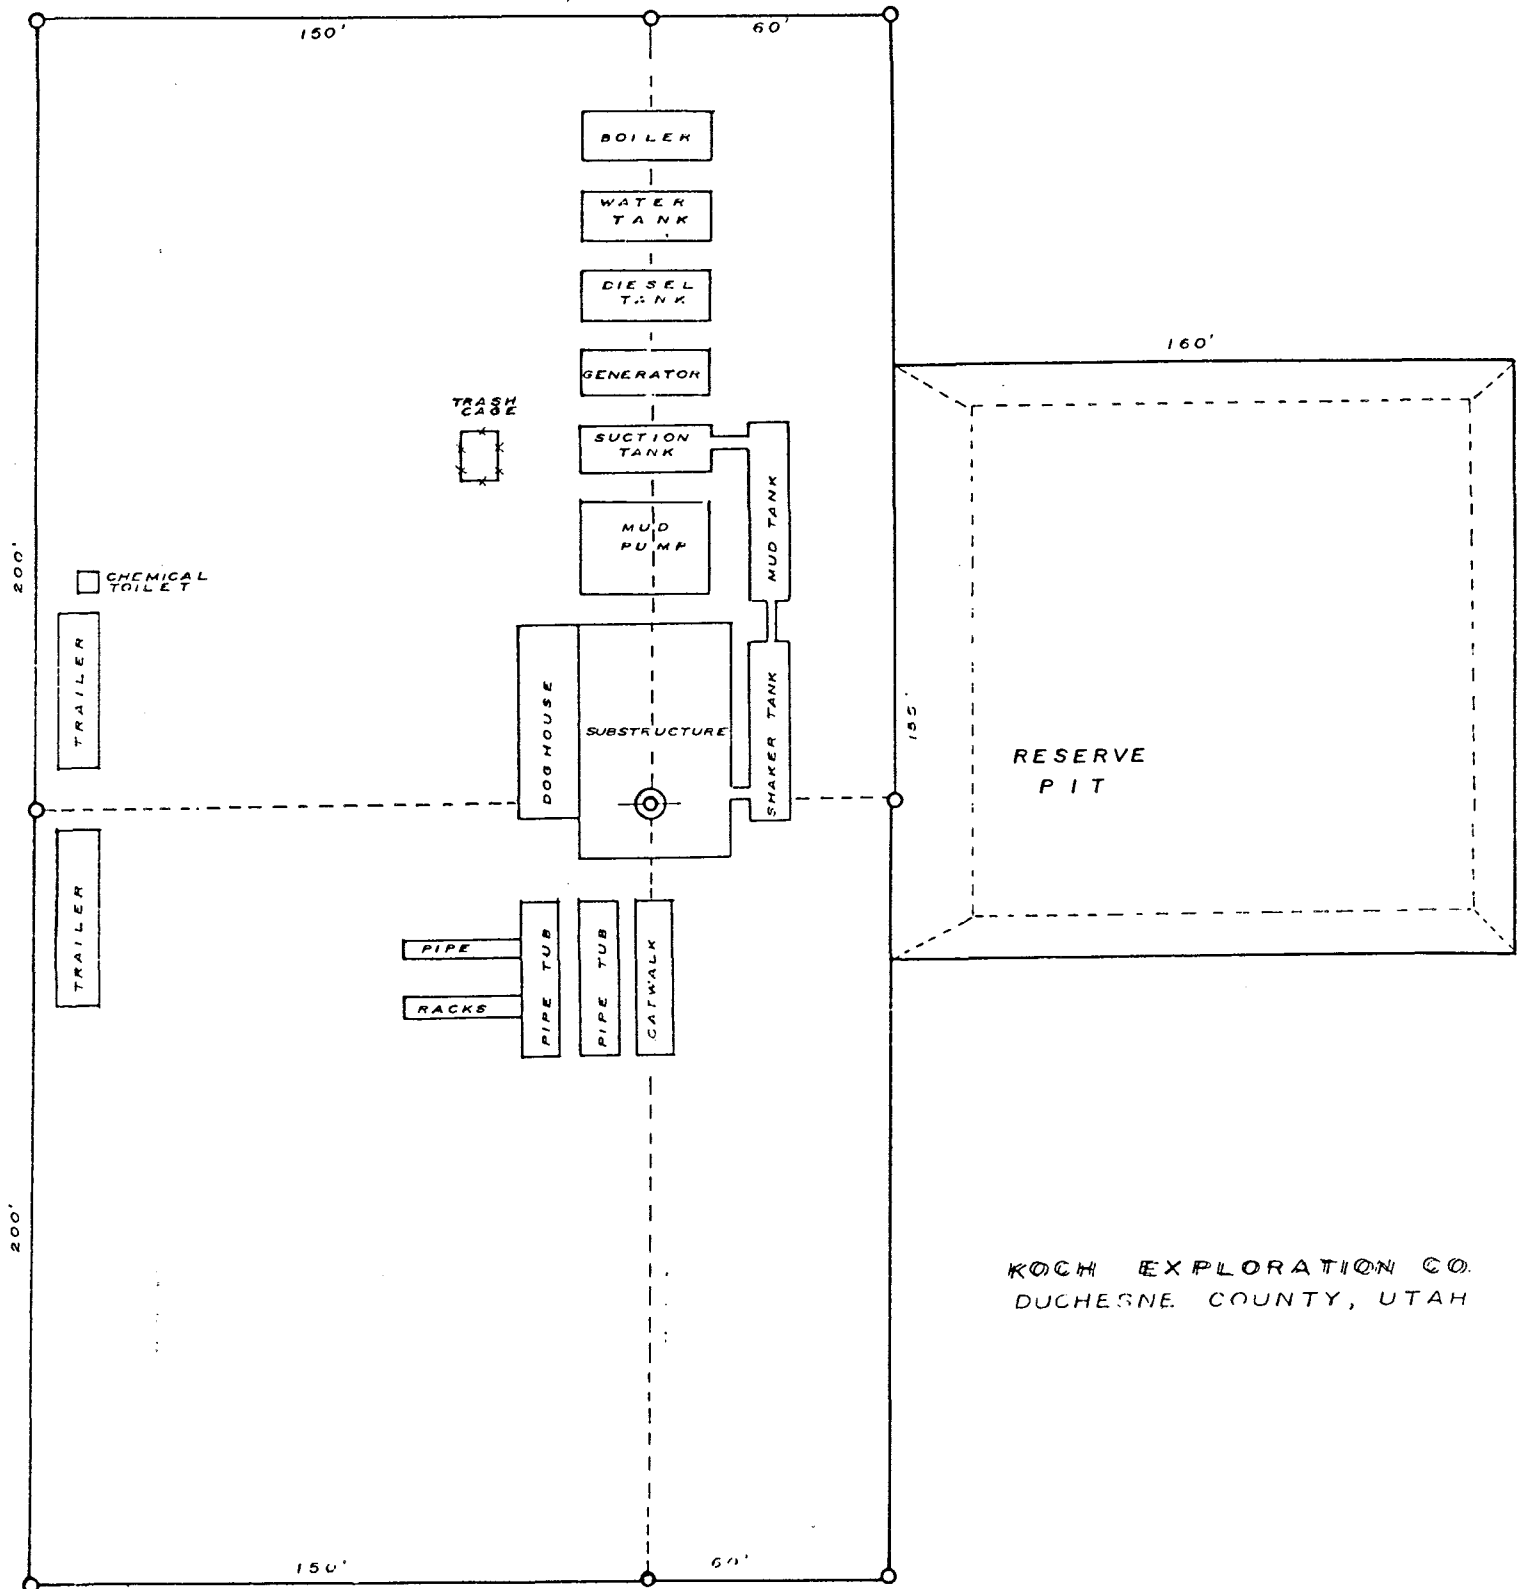 150'
60'
BOILER
WATER
TANK
DIESEL
TANK
160'
GENERATOR
TRASH
CAGE
SUCTION
TANK
MUD TANK
MUD
PUMP
200'
CHEMICAL
TOILET
TRAILER
DOGHOUSE
SUBSTRUCTURE
SHAKER TANK
155'
RESERVE
PIT
TRAILER
PIPE
RACKS
PIPE TUB
PIPE TUB
CATWALK
200'
KOCH EXPLORATION CO.
DUCHESNE COUNTY, UTAH
150'
60'